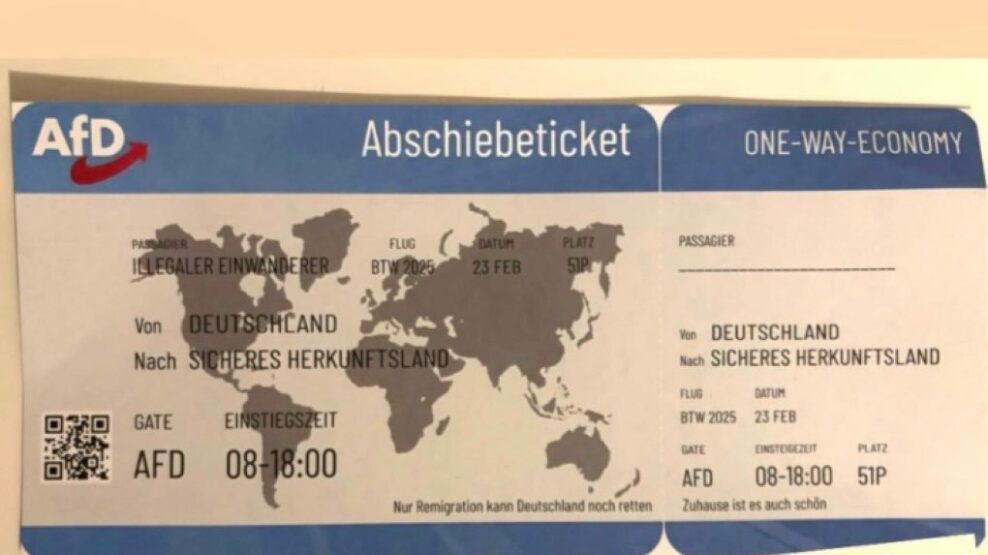 AfD
Abschiebeticket
ONE-WAY-ECONOMY
PASSAGIER
ILLEGALER EINWANDERER
FLUG
BTW 2025
DATUM
23 FEB
PLATZ
51P
Von DEUTSCHLAND
Nach SICHERES HERKUNFTSLAND
GATE
AFD
EINSTIEGSZEIT
08-18:00
Nur Remigration kann Deutschland noch retten
PASSAGIER
Von DEUTSCHLAND
Nach SICHERES HERKUNFTSLAND
FLUG DATUM
BTW 2025 23 FEB
GATE EINSTEIGEZEIT PLATZ
AFD 08-18:00 51P
Zuhause ist es auch schön